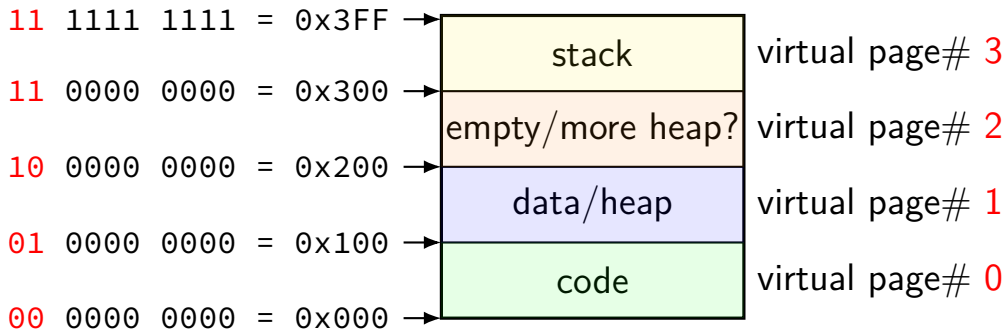 11 1111 1111 = 0x3FF
stack
virtual page# 3
11 0000 0000 = 0x300
empty/more heap?
virtual page# 2
10 0000 0000 = 0x200
data/heap
virtual page# 1
01 0000 0000 = 0x100
code
virtual page# 0
00 0000 0000 = 0x000